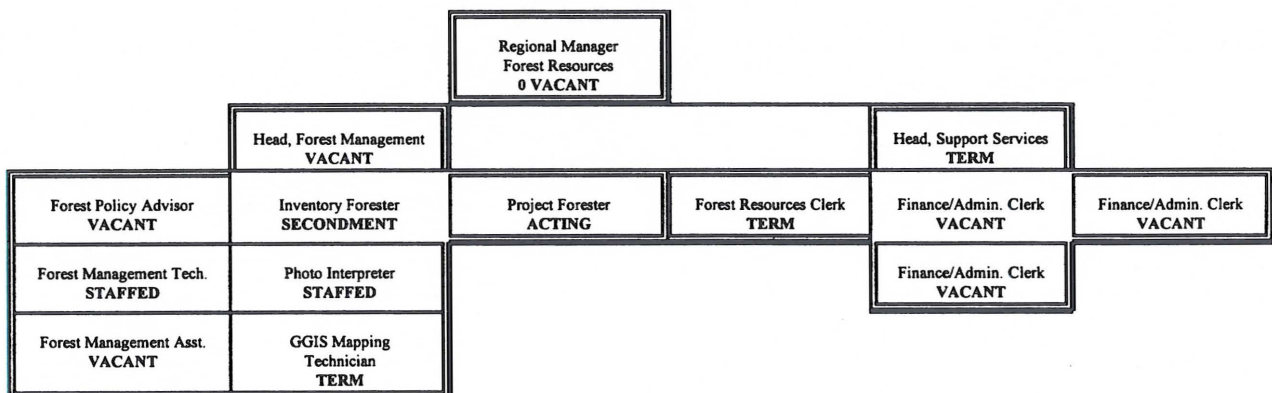 Regional Manager
Forest Resources
0 VACANT
Head, Forest Management
VACANT
Head, Support Services
TERM
Forest Policy Advisor
VACANT
Inventory Forester
SECONDMENT
Project Forester
ACTING
Forest Resources Clerk
TERM
Finance/Admin. Clerk
VACANT
Finance/Admin. Clerk
VACANT
Forest Management Tech.
STAFFED
Photo Interpreter
STAFFED
Finance/Admin. Clerk
VACANT
Forest Management Asst.
VACANT
GGIS Mapping
Technician
TERM